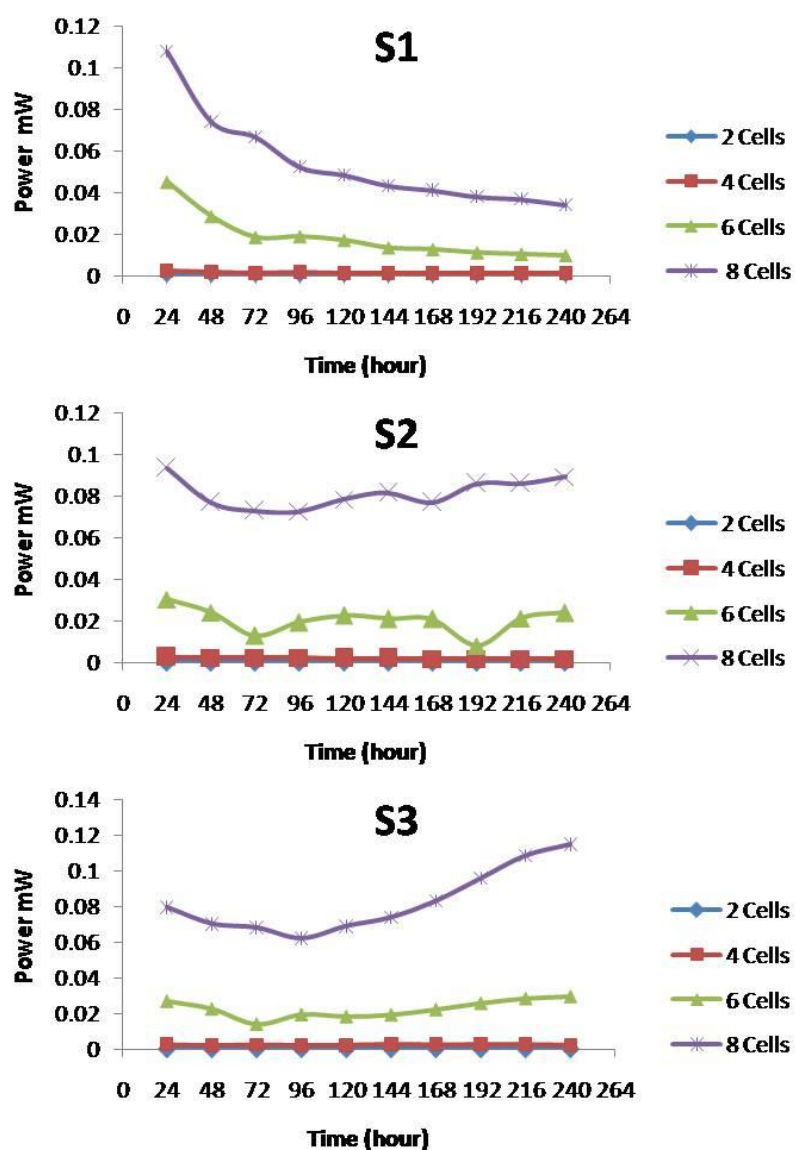 S1
0.12
0.1
0.08
0.06
0.04
0.02
0
Power mW
0 24 48 72 96 120 144 168 192 216 240 264
Time (hour)
2 Cells
4 Cells
6 Cells
8 Cells
S2
0.12
0.1
0.08
0.06
0.04
0.02
0
Power mW
0 24 48 72 96 120 144 168 192 216 240 264
Time (hour)
2 Cells
4 Cells
6 Cells
8 Cells
S3
0.14
0.12
0.1
0.08
0.06
0.04
0.02
0
Power mW
0 24 48 72 96 120 144 168 192 216 240 264
Time (hour)
2 Cells
4 Cells
6 Cells
8 Cells